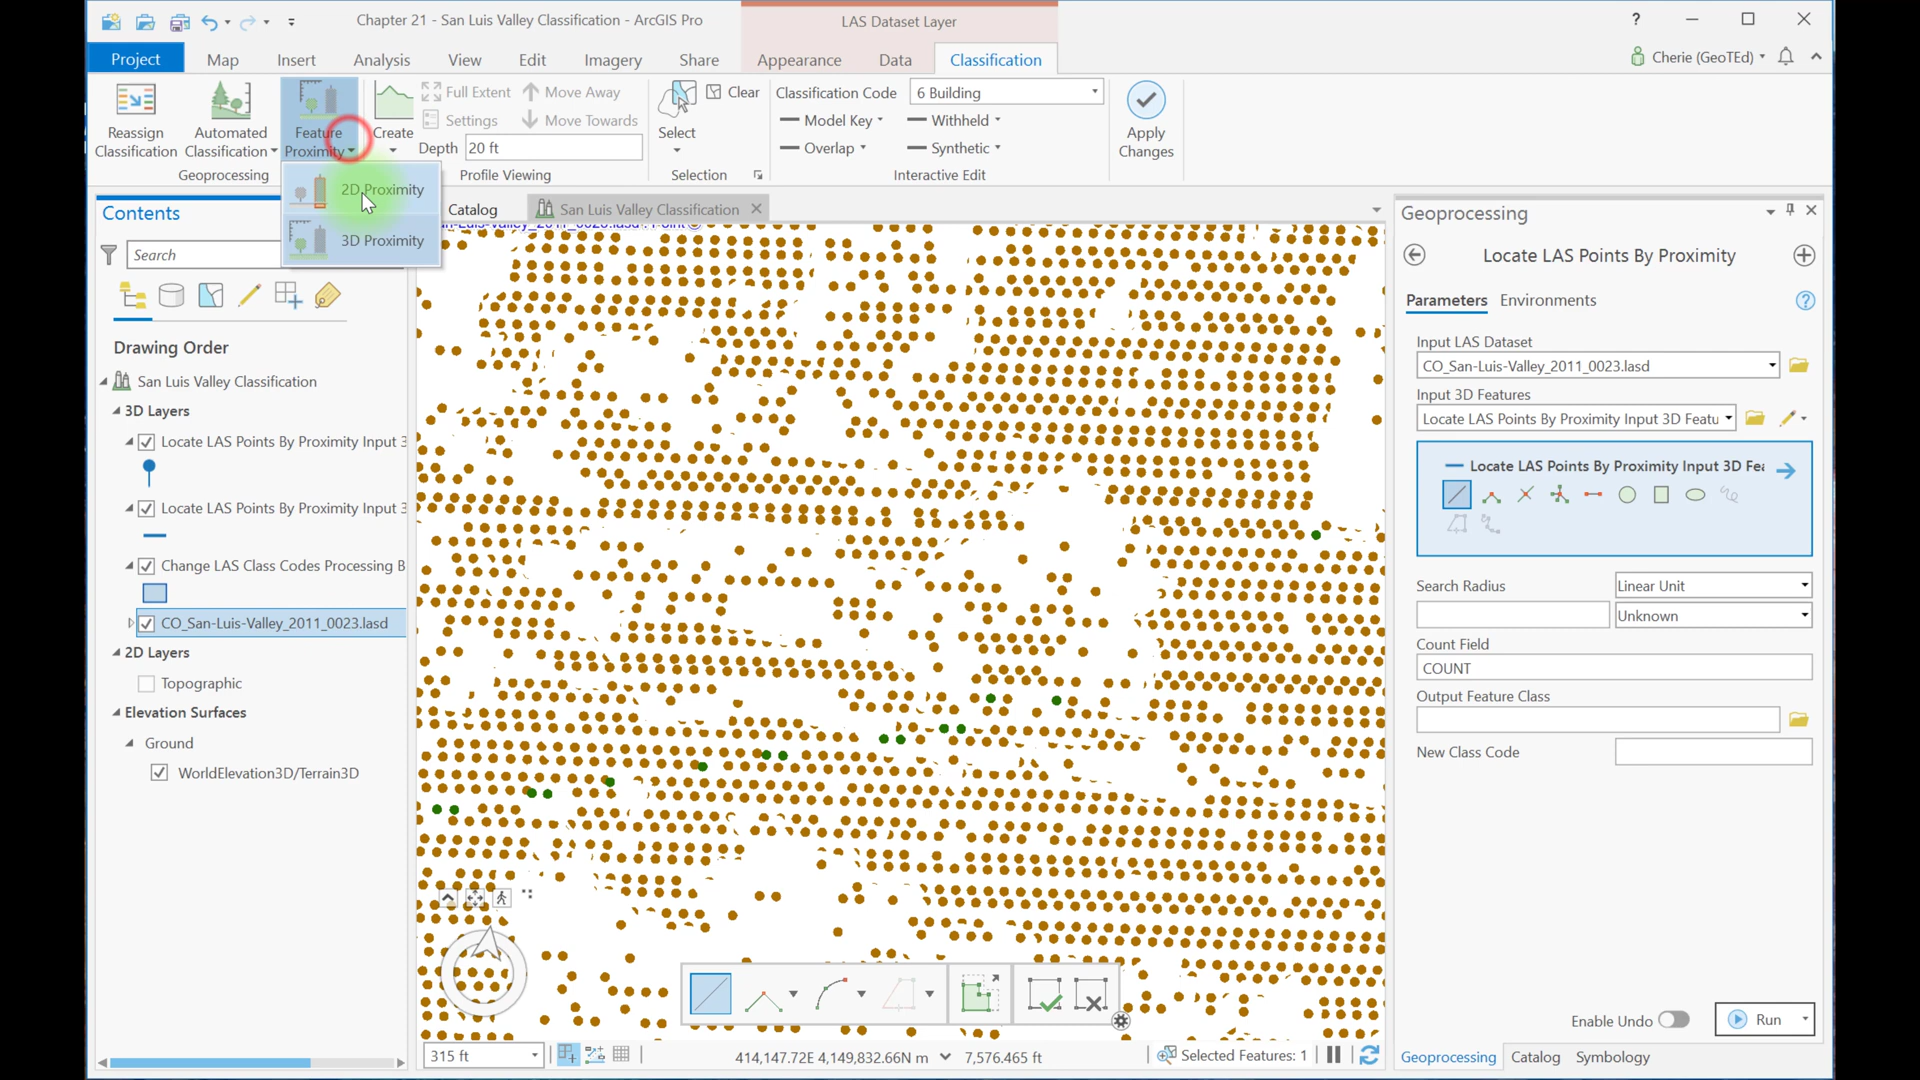 Chapter 21 - San Luis Valley Classification - ArcGIS Pro
LAS Dataset Layer
?
Project
Map
Insert
Analysis
View
Edit
Imagery
Share
Appearance
Data
Classification
Cherie (GeoTEd)
Reassign
Classification
Automated
Classification
Feature
Proximity
Create
Full Extent
Move Away
Settings
Move Towards
Depth
20 ft
Select
Clear
Classification Code
6 Building
Model Key
Withheld
Overlap
Synthetic
Apply
Changes
Geoprocessing
Profile Viewing
Selection
Interactive Edit
2D Proximity
3D Proximity
Contents
Search
Drawing Order
San Luis Valley Classification
3D Layers
Locate LAS Points By Proximity Input 3
Locate LAS Points By Proximity Input 3
Change LAS Class Codes Processing B
CO_San-Luis-Valley_2011_0023.lasd
2D Layers
Topographic
Elevation Surfaces
Ground
WorldElevation3D/Terrain3D
Catalog
San Luis Valley Classification
315 ft
414,147.72E 4,149,832.66N m
7,576.465 ft
Selected Features: 1
Geoprocessing
Locate LAS Points By Proximity
Parameters
Environments
?
Input LAS Dataset
CO_San-Luis-Valley_2011_0023.lasd
Input 3D Features
Locate LAS Points By Proximity Input 3D Featu
Locate LAS Points By Proximity Input 3D Fea
Search Radius
Linear Unit
Unknown
Count Field
COUNT
Output Feature Class
New Class Code
Enable Undo
Run
Geoprocessing
Catalog
Symbology